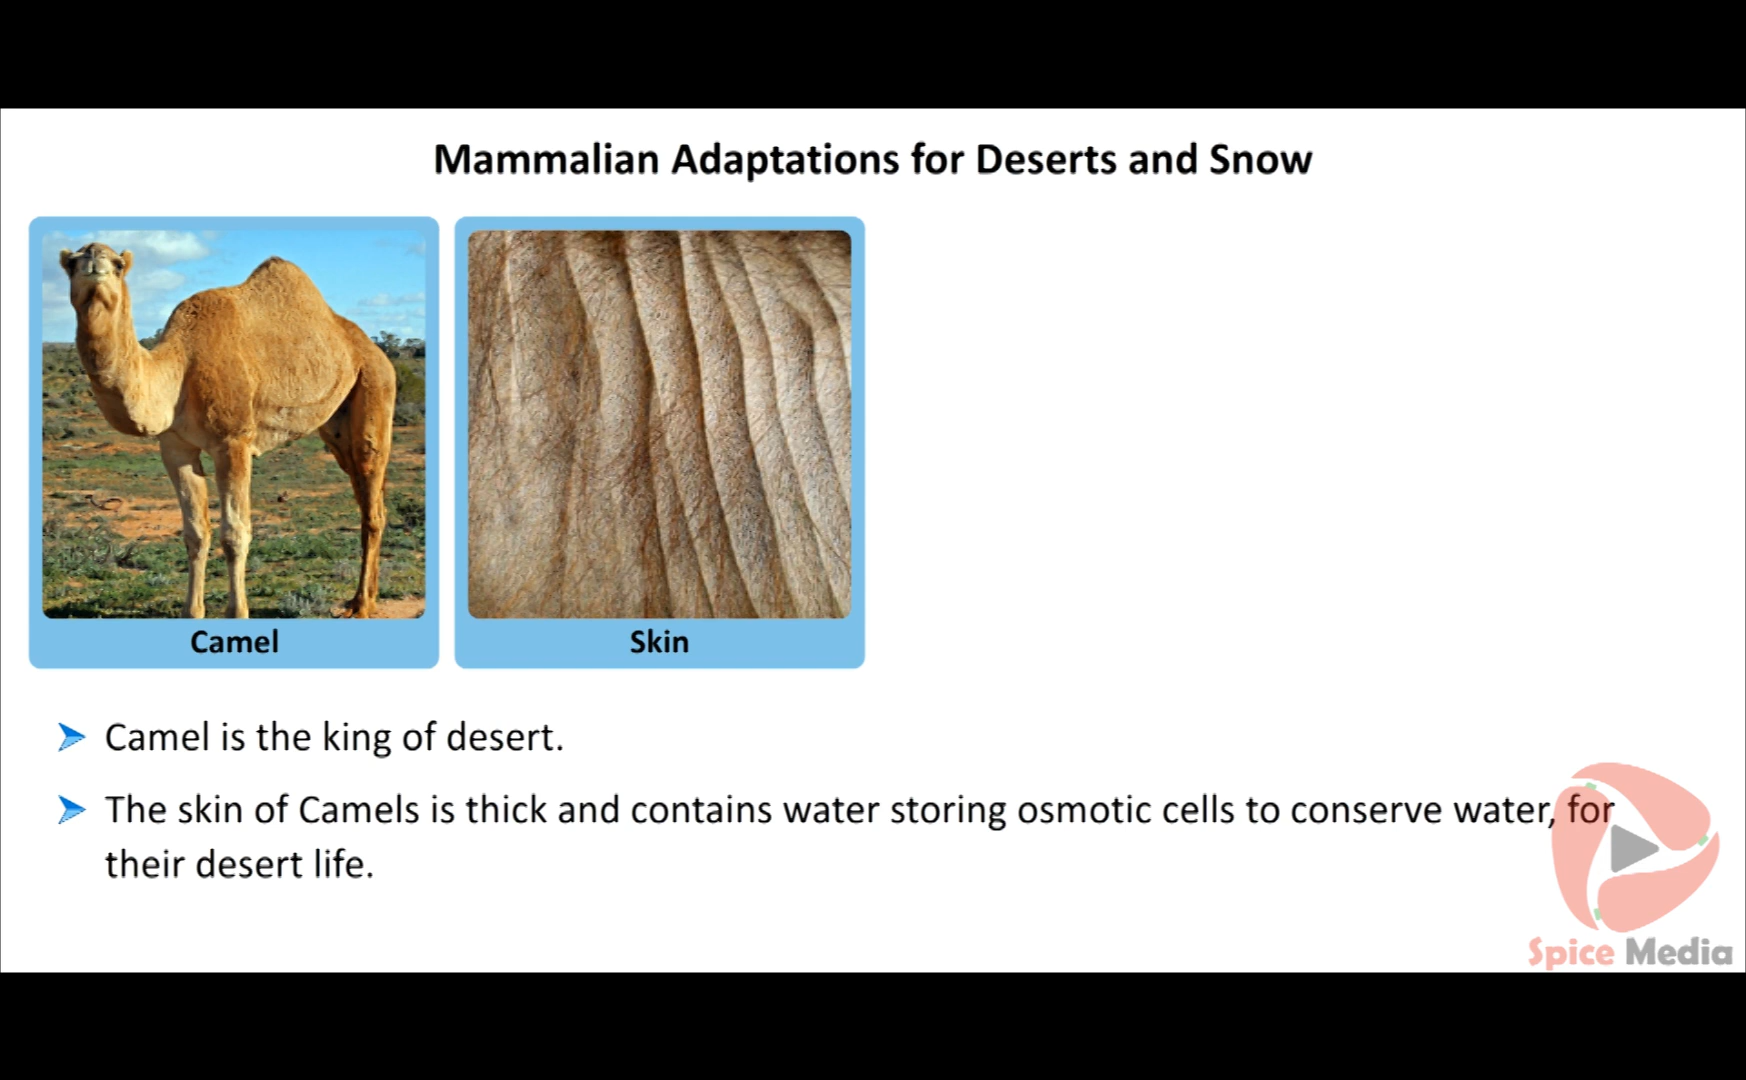 Mammalian Adaptations for Deserts and Snow
Camel
Skin
Camel is the king of desert.
The skin of Camels is thick and contains water storing osmotic cells to conserve water, for
their desert life.
Spice Media